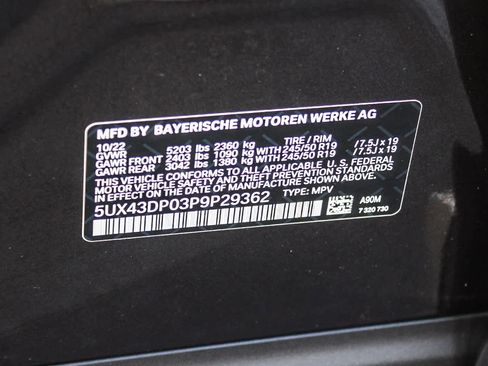 MFD BY BAYERISCHE MOTOREN WERKE AG
10/22 TIRE / RIM
GVWR 5203 lbs 2360 kg
GAWR FRONT 2403 lbs 1090 kg WITH 245/50 R19 /7.5J x 19
GAWR REAR 3042 lbs 1380 kg WITH 245/50 R19 /7.5J x 19
THIS VEHICLE CONFORMS TO ALL APPLICABLE U.S. FEDERAL
MOTOR VEHICLE SAFETY AND THEFT PREVENTION STANDARDS
IN EFFECT ON THE DATE OF MANUFACTURE SHOWN ABOVE.
5UX43DP03P9P29362 TYPE: MPV
A90M
7 320 730